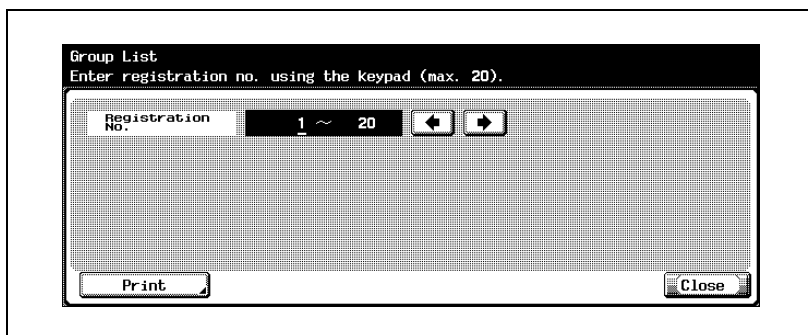 Group List
Enter registration no. using the keypad (max. 20).
Registration
No.
1 ~ 20
Print
Close